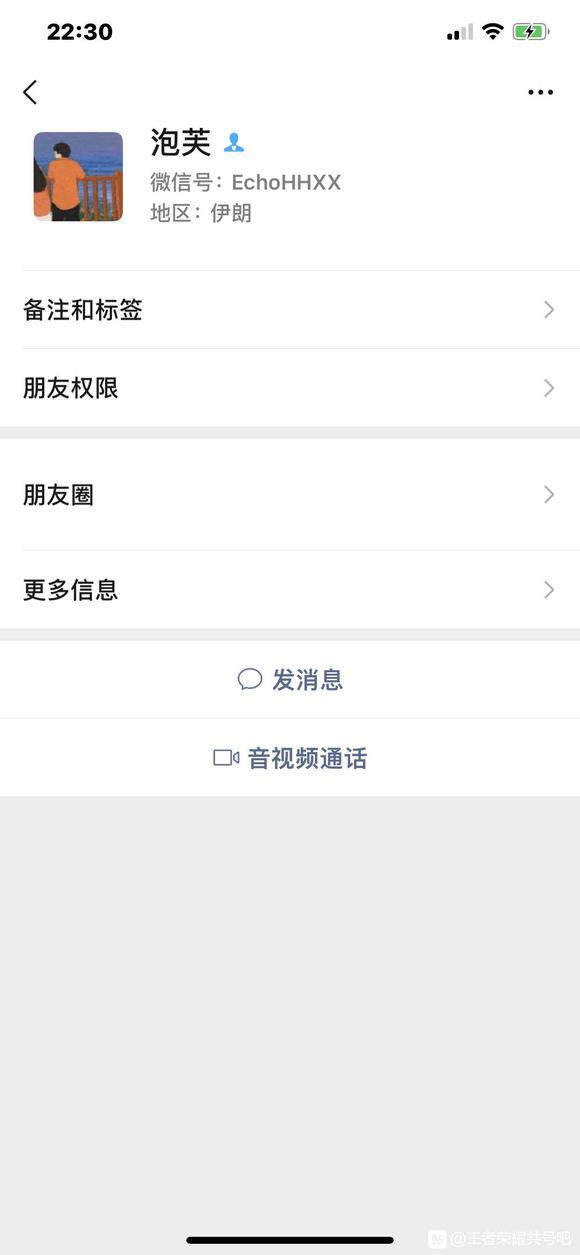 22:30
泡芙
微信号：EchoHHXX
地区：伊朗
备注和标签
朋友权限
朋友圈
更多信息
发消息
音视频通话
贴 @王者荣耀共号吧